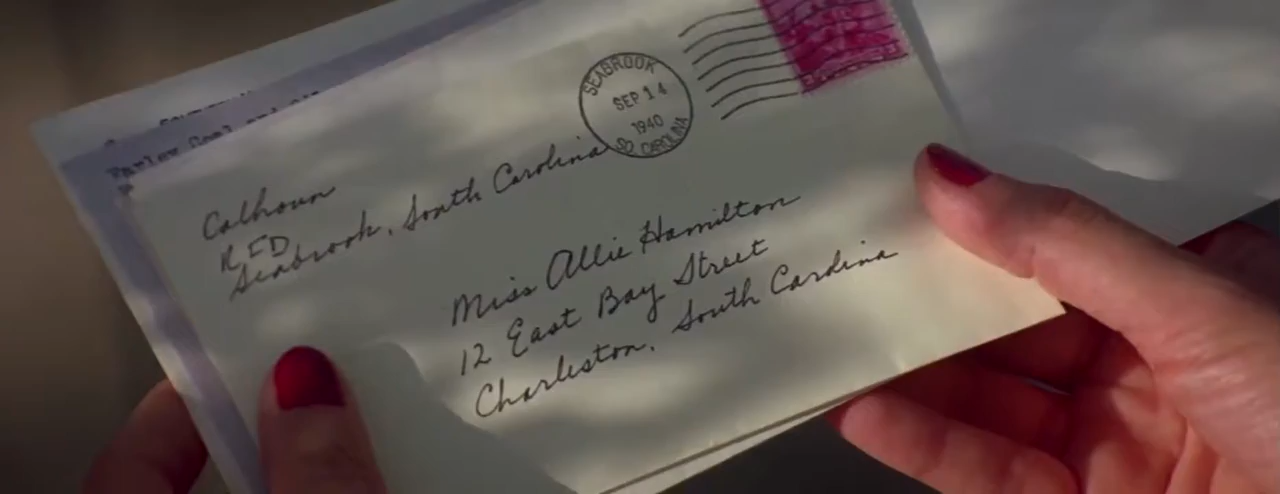 SEABROOK
SEP 14
1940
SO CAROLINA
Calhoun
RFD
Seabrook, South Carolina
Miss Allie Hamilton
12 East Bay Street
Charleston, South Carolina